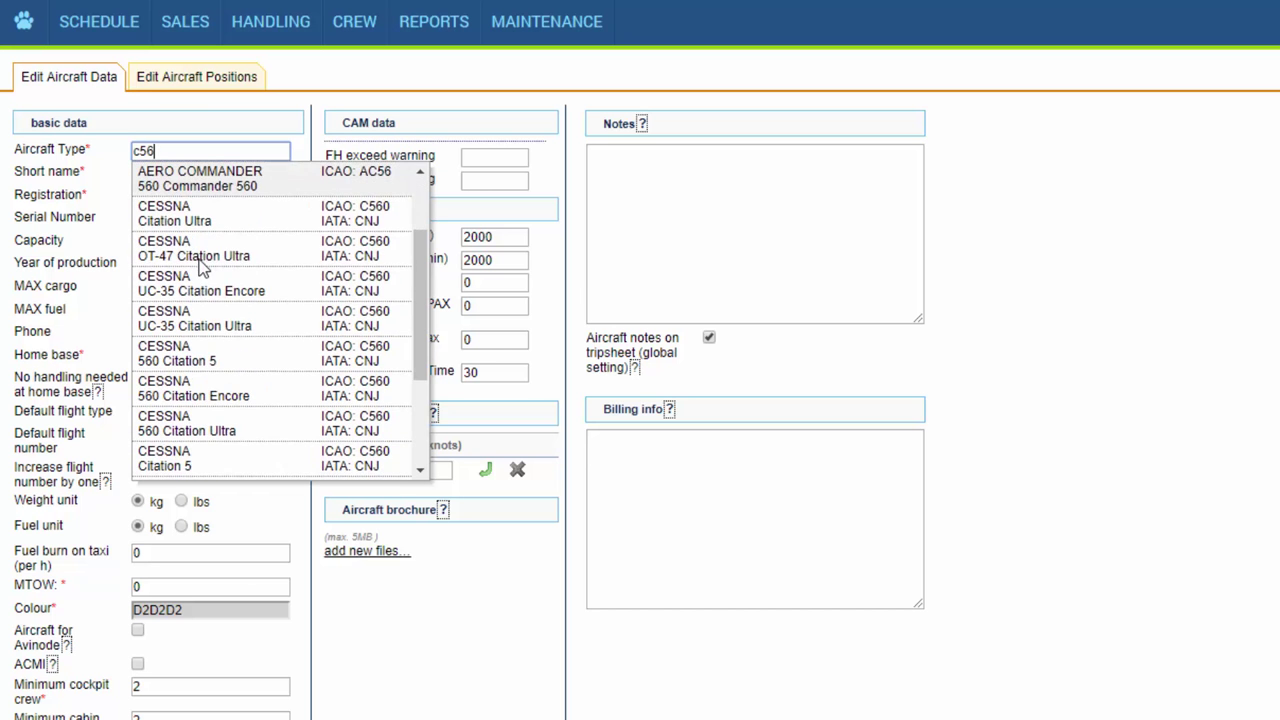 SCHEDULE SALES HANDLING CREW REPORTS MAINTENANCE
Edit Aircraft Data Edit Aircraft Positions
basic data
Aircraft Type* c56
Short name*
Registration*
Serial Number
Capacity
Year of production
MAX cargo
MAX fuel
Phone
Home base*
No handling needed
at home base?
Default flight type
Default flight
number
Increase flight
number by one?
AERO COMMANDER ICAO: AC56
560 Commander 560
CESSNA ICAO: C560
Citation Ultra IATA: CNJ
CESSNA ICAO: C560
OT-47 Citation Ultra IATA: CNJ
CESSNA ICAO: C560
UC-35 Citation Encore IATA: CNJ
CESSNA ICAO: C560
UC-35 Citation Ultra IATA: CNJ
CESSNA ICAO: C560
560 Citation 5 IATA: CNJ
CESSNA ICAO: C560
560 Citation Encore IATA: CNJ
CESSNA ICAO: C560
560 Citation Ultra IATA: CNJ
CESSNA ICAO: C560
Citation 5 IATA: CNJ
Weight unit kg lbs
Fuel unit kg lbs
Fuel burn on taxi
(per h) 0
MTOW: * 0
Colour* D2D2D2
Aircraft for
Avinode?
ACMI?
Minimum cockpit
crew* 2
Minimum cabin 2
CAM data
FH exceed warning
g
) 2000
nin) 2000
0
PAX 0
ax 0
Time 30
?
knots)
Aircraft brochure?
(max. 5MB )
add new files...
Notes?
Aircraft notes on
tripsheet (global
setting)?
Billing info?